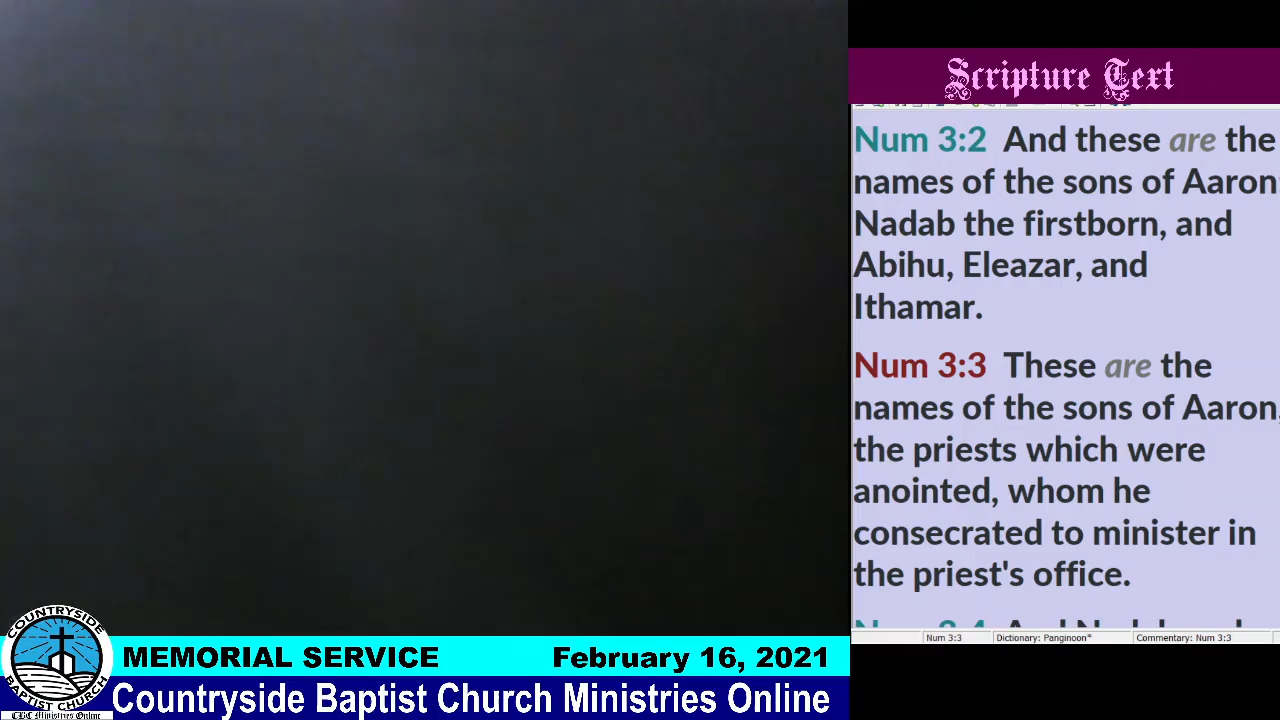 Scripture Text
Num 3:2 And these are the
names of the sons of Aaron;
Nadab the firstborn, and
Abihu, Eleazar, and
Ithamar.
Num 3:3 These are the
names of the sons of Aaron,
the priests which were
anointed, whom he
consecrated to minister in
the priest's office.
Num 3:3
Dictionary: Panginoon*
Commentary: Num 3:3
COUNTRYSIDE
BAPTIST CHURCH
CBC Ministries Online
MEMORIAL SERVICE
February 16, 2021
Countryside Baptist Church Ministries Online